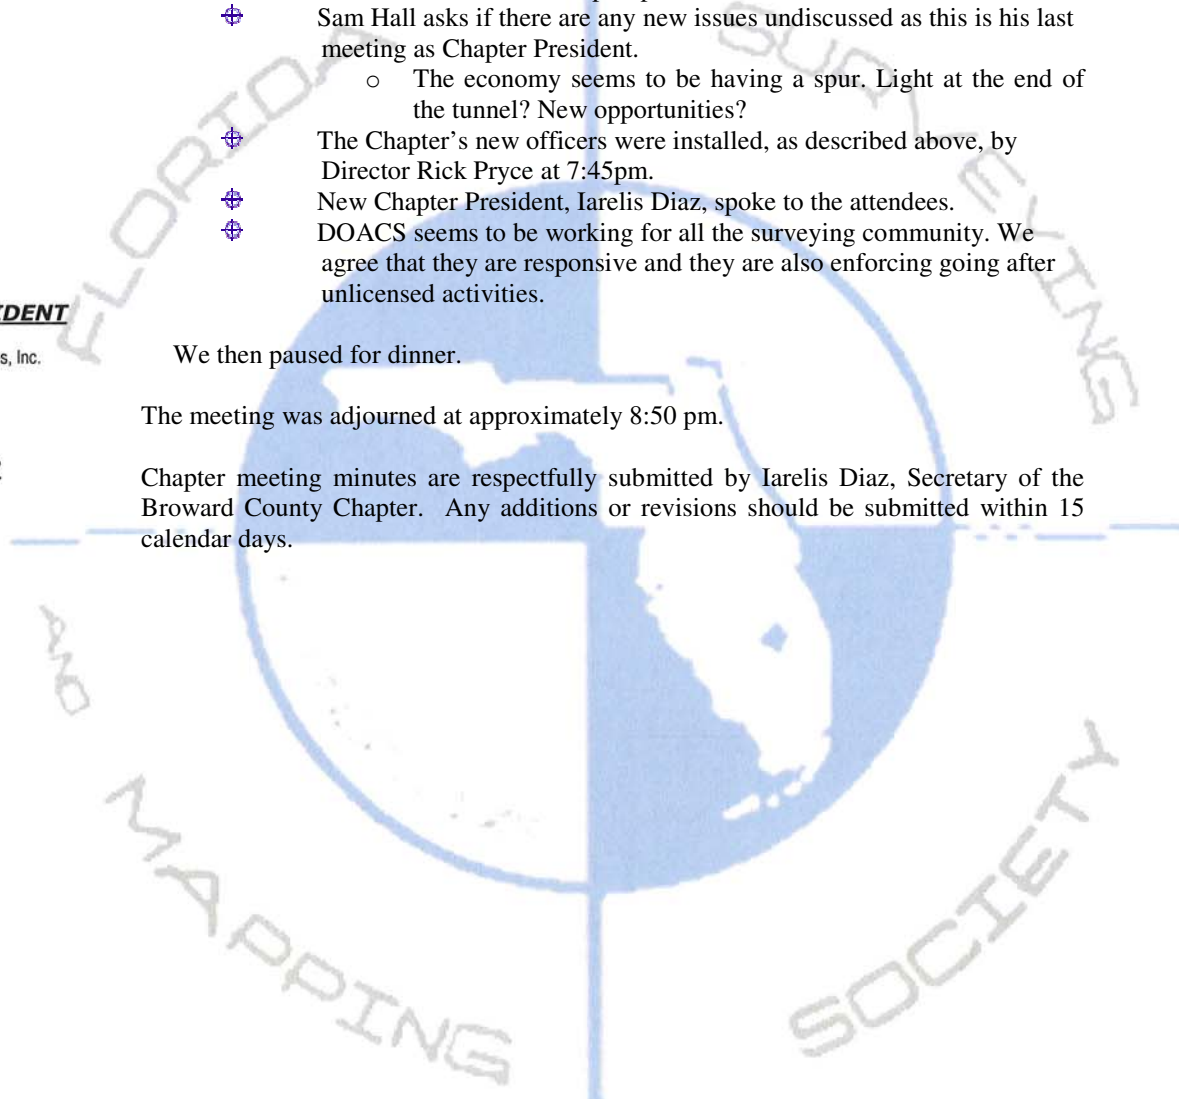 Sam Hall asks if there are any new issues undiscussed as this is his last
meeting as Chapter President.
o The economy seems to be having a spur. Light at the end of
the tunnel? New opportunities?
The Chapter's new officers were installed, as described above, by
Director Rick Pryce at 7:45pm.
New Chapter President, Iarelis Diaz, spoke to the attendees.
DOACS seems to be working for all the surveying community. We
agree that they are responsive and they are also enforcing going after
unlicensed activities.
s, Inc.
We then paused for dinner.
The meeting was adjourned at approximately 8:50 pm.
Chapter meeting minutes are respectfully submitted by Iarelis Diaz, Secretary of the
Broward County Chapter. Any additions or revisions should be submitted within 15
calendar days.
FLORIDA
SURVEYING
AND
MAPPING
SOCIETY